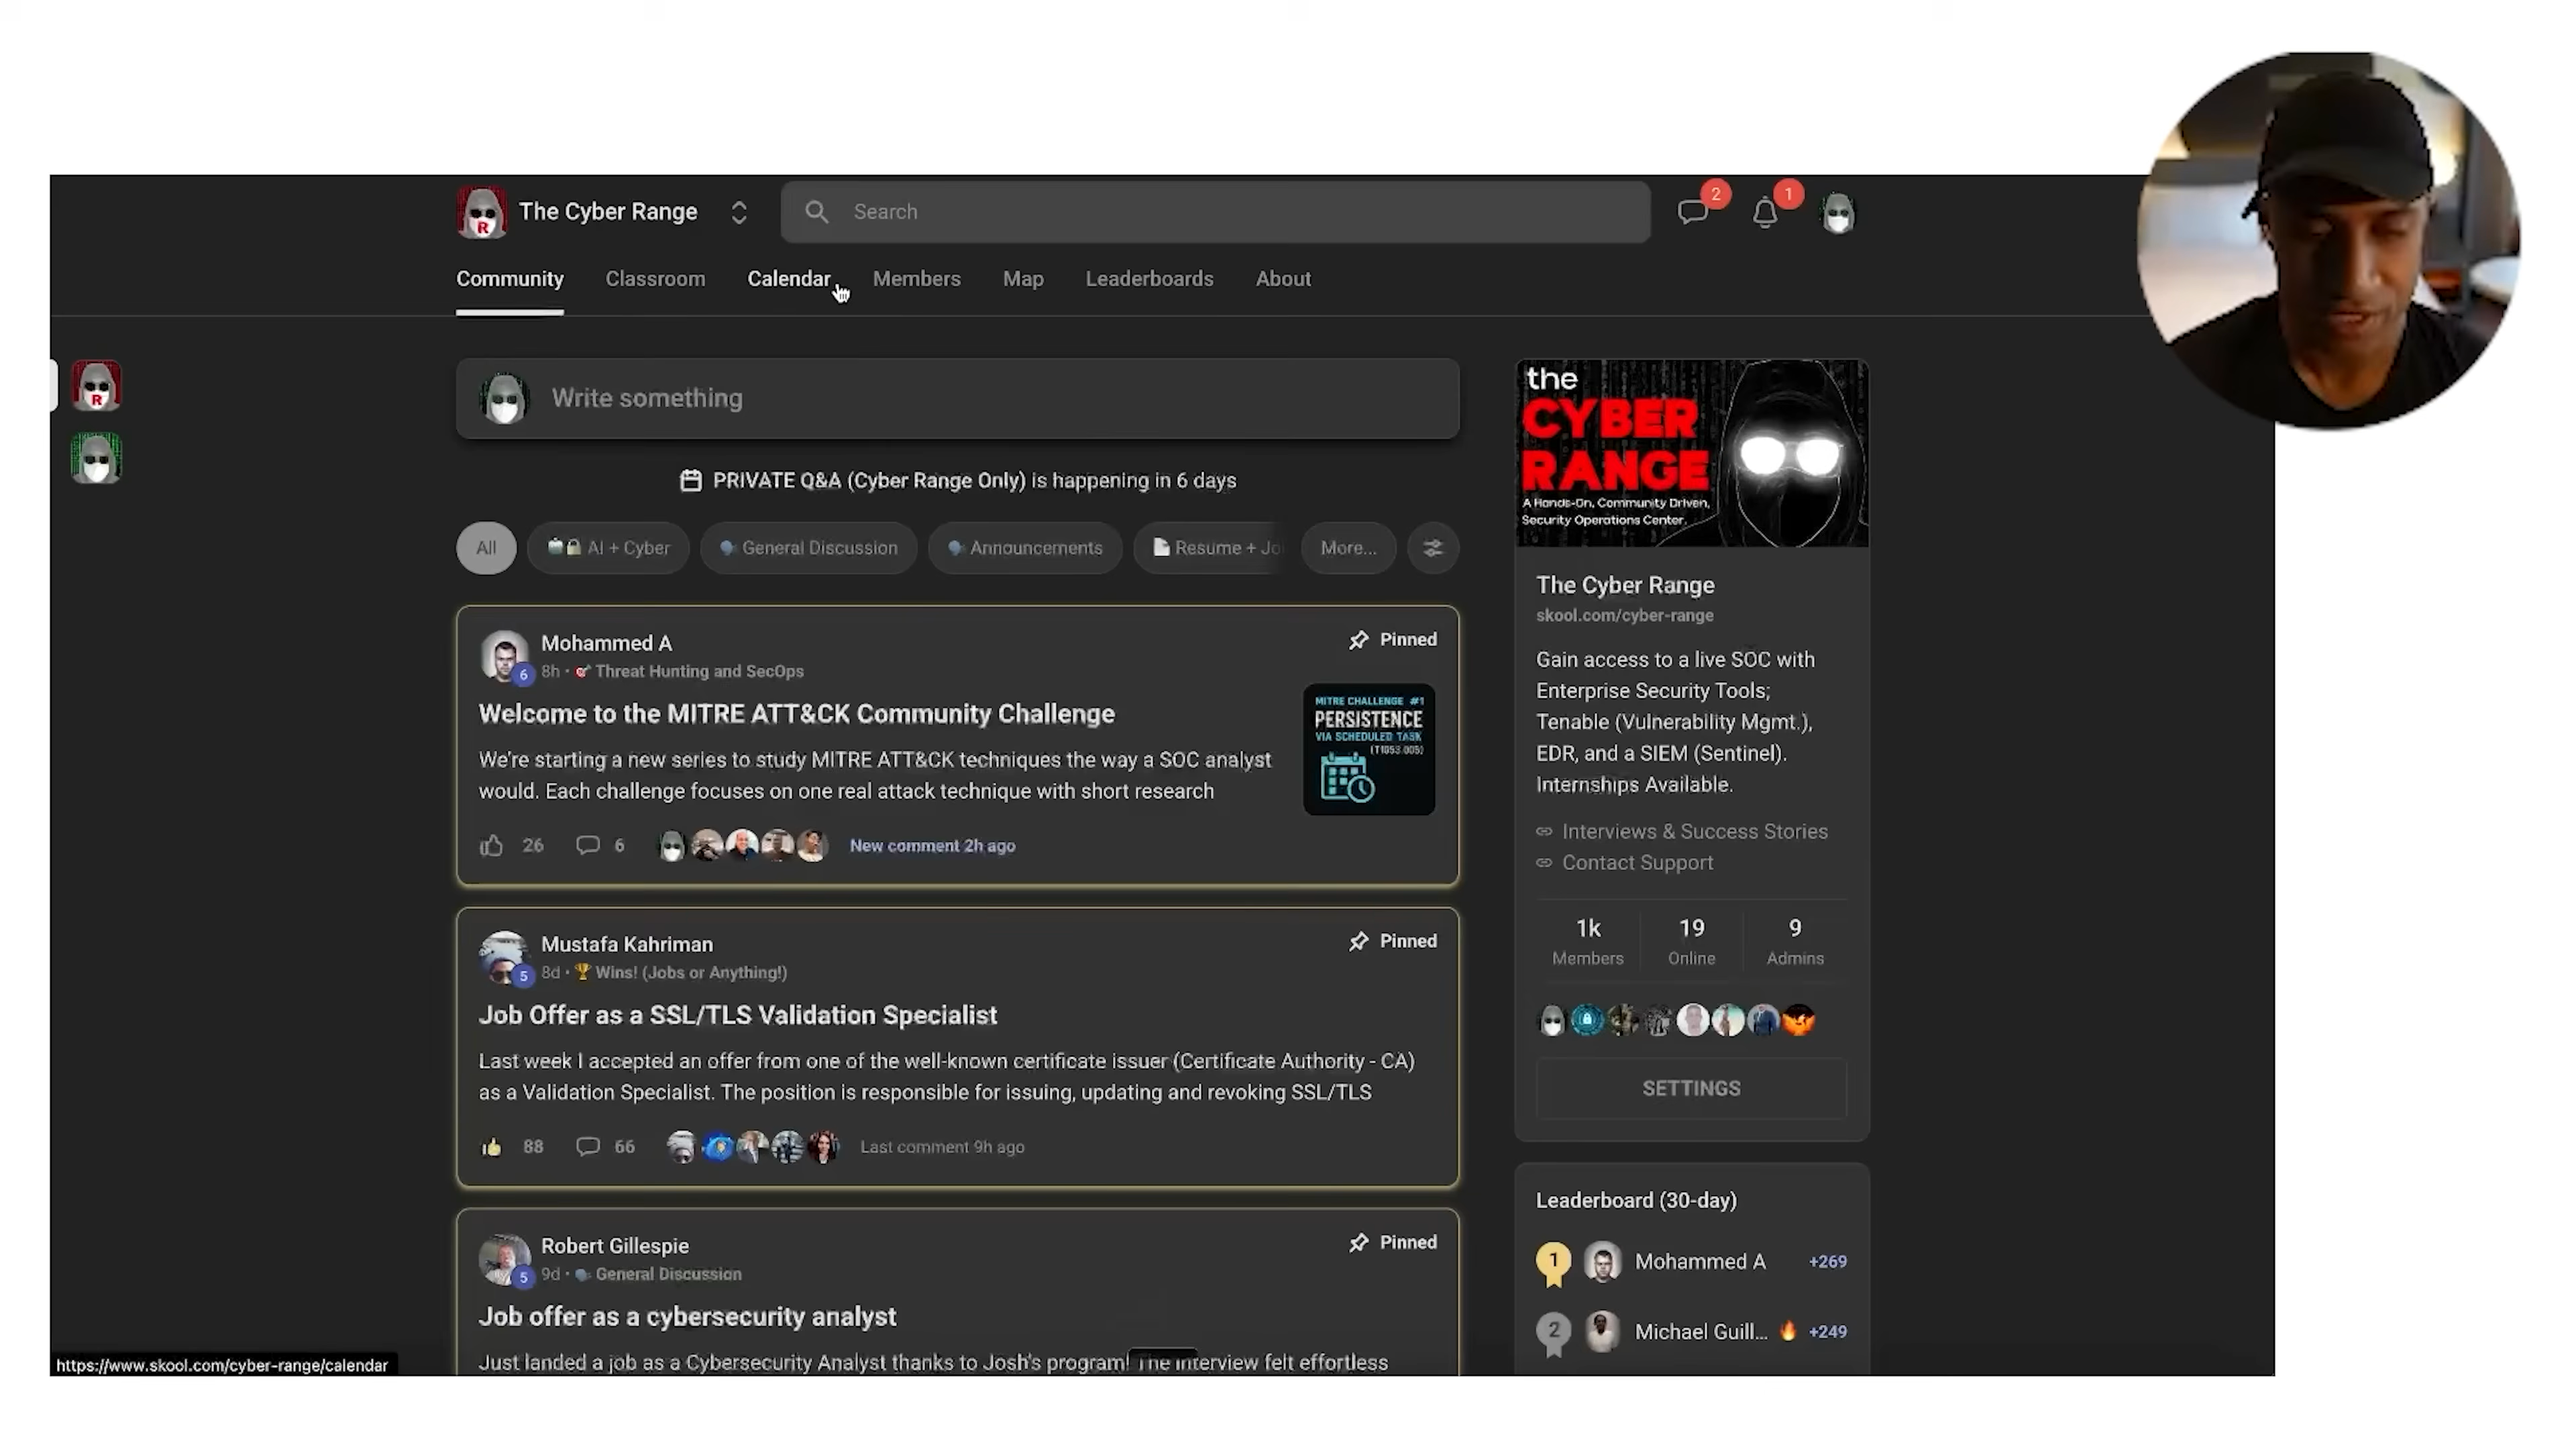 The Cyber Range
Search
2
1
Community Classroom Calendar Members Map Leaderboards About
R
R
Write something
PRIVATE Q&A (Cyber Range Only) is happening in 6 days
All AI + Cyber General Discussion Announcements Resume + Jo More...
Mohammed A
Pinned
6
8h · Threat Hunting and SecOps
Welcome to the MITRE ATT&CK Community Challenge
We're starting a new series to study MITRE ATT&CK techniques the way a SOC analyst
would. Each challenge focuses on one real attack technique with short research
MITRE CHALLENGE #1
PERSISTENCE
VIA SCHEDULED TASK
(T1053.005)
26 6 New comment 2h ago
Mustafa Kahriman
Pinned
5
8d · Wins! (Jobs or Anything!)
Job Offer as a SSL/TLS Validation Specialist
Last week I accepted an offer from one of the well-known certificate issuer (Certificate Authority - CA)
as a Validation Specialist. The position is responsible for issuing, updating and revoking SSL/TLS
88 66 Last comment 9h ago
Robert Gillespie
Pinned
5
9d · General Discussion
Job offer as a cybersecurity analyst
Just landed a job as a Cybersecurity Analyst thanks to Josh's program! The interview felt effortless
https://www.skool.com/cyber-range/calendar
the
CYBER
RANGE
A Hands-On, Community Driven,
Security Operations Center.
The Cyber Range
skool.com/cyber-range
Gain access to a live SOC with
Enterprise Security Tools;
Tenable (Vulnerability Mgmt.),
EDR, and a SIEM (Sentinel).
Internships Available.
Interviews & Success Stories
Contact Support
1k 19 9
Members Online Admins
SETTINGS
Leaderboard (30-day)
1 Mohammed A +269
2 Michael Guill... +249